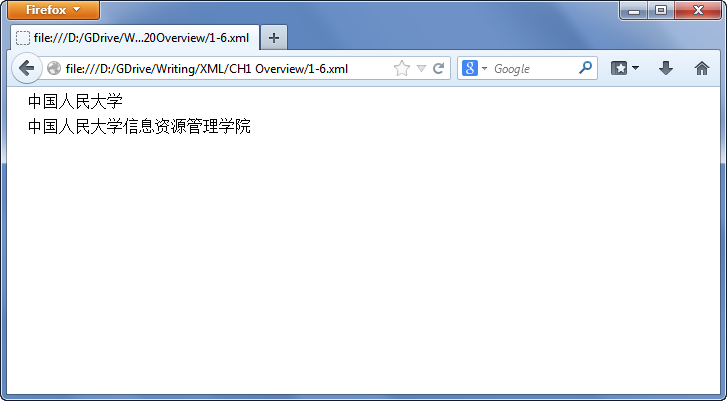 Firefox
file:///D:/GDrive/W...20Overview/1-6.xml
file:///D:/GDrive/Writing/XML/CH1 Overview/1-6.xml
Google
中国人民大学
中国人民大学信息资源管理学院